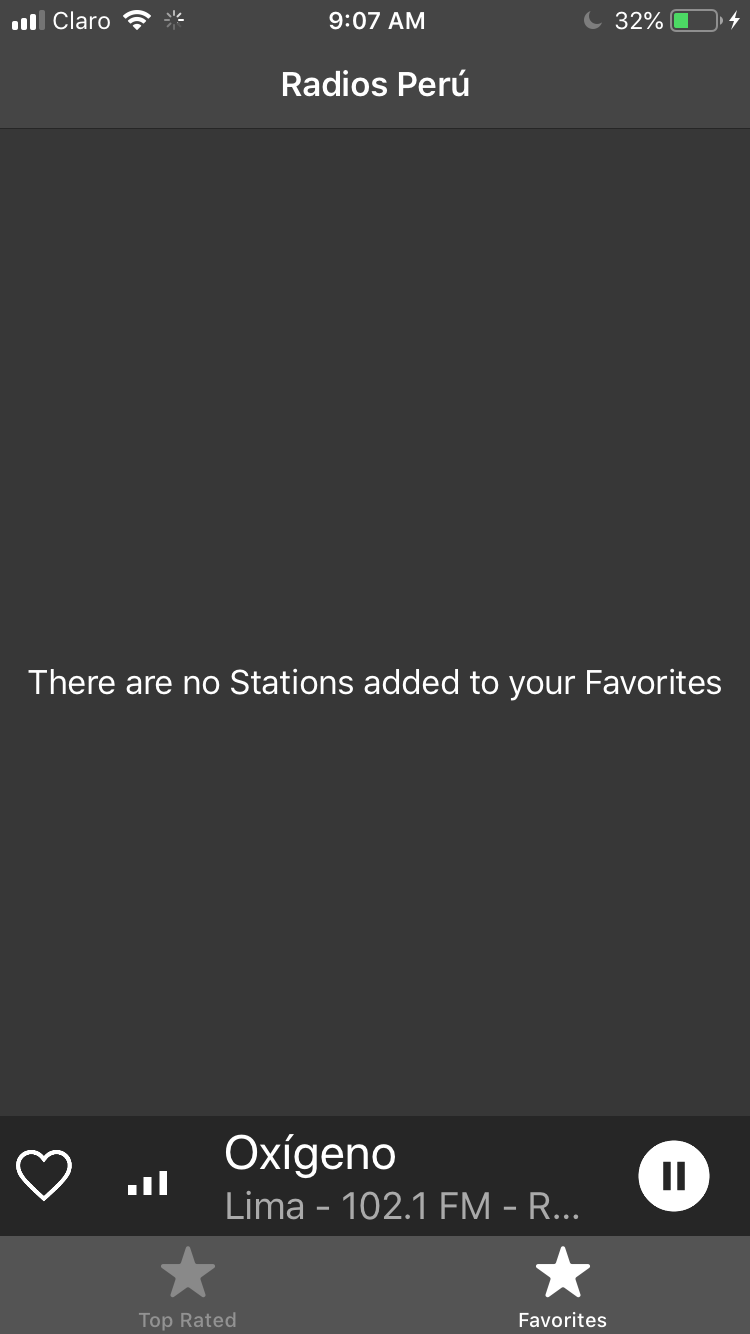 Claro 9:07 AM 32%
Radios Perú
There are no Stations added to your Favorites
Oxígeno
Lima - 102.1 FM - R...
Top Rated Favorites